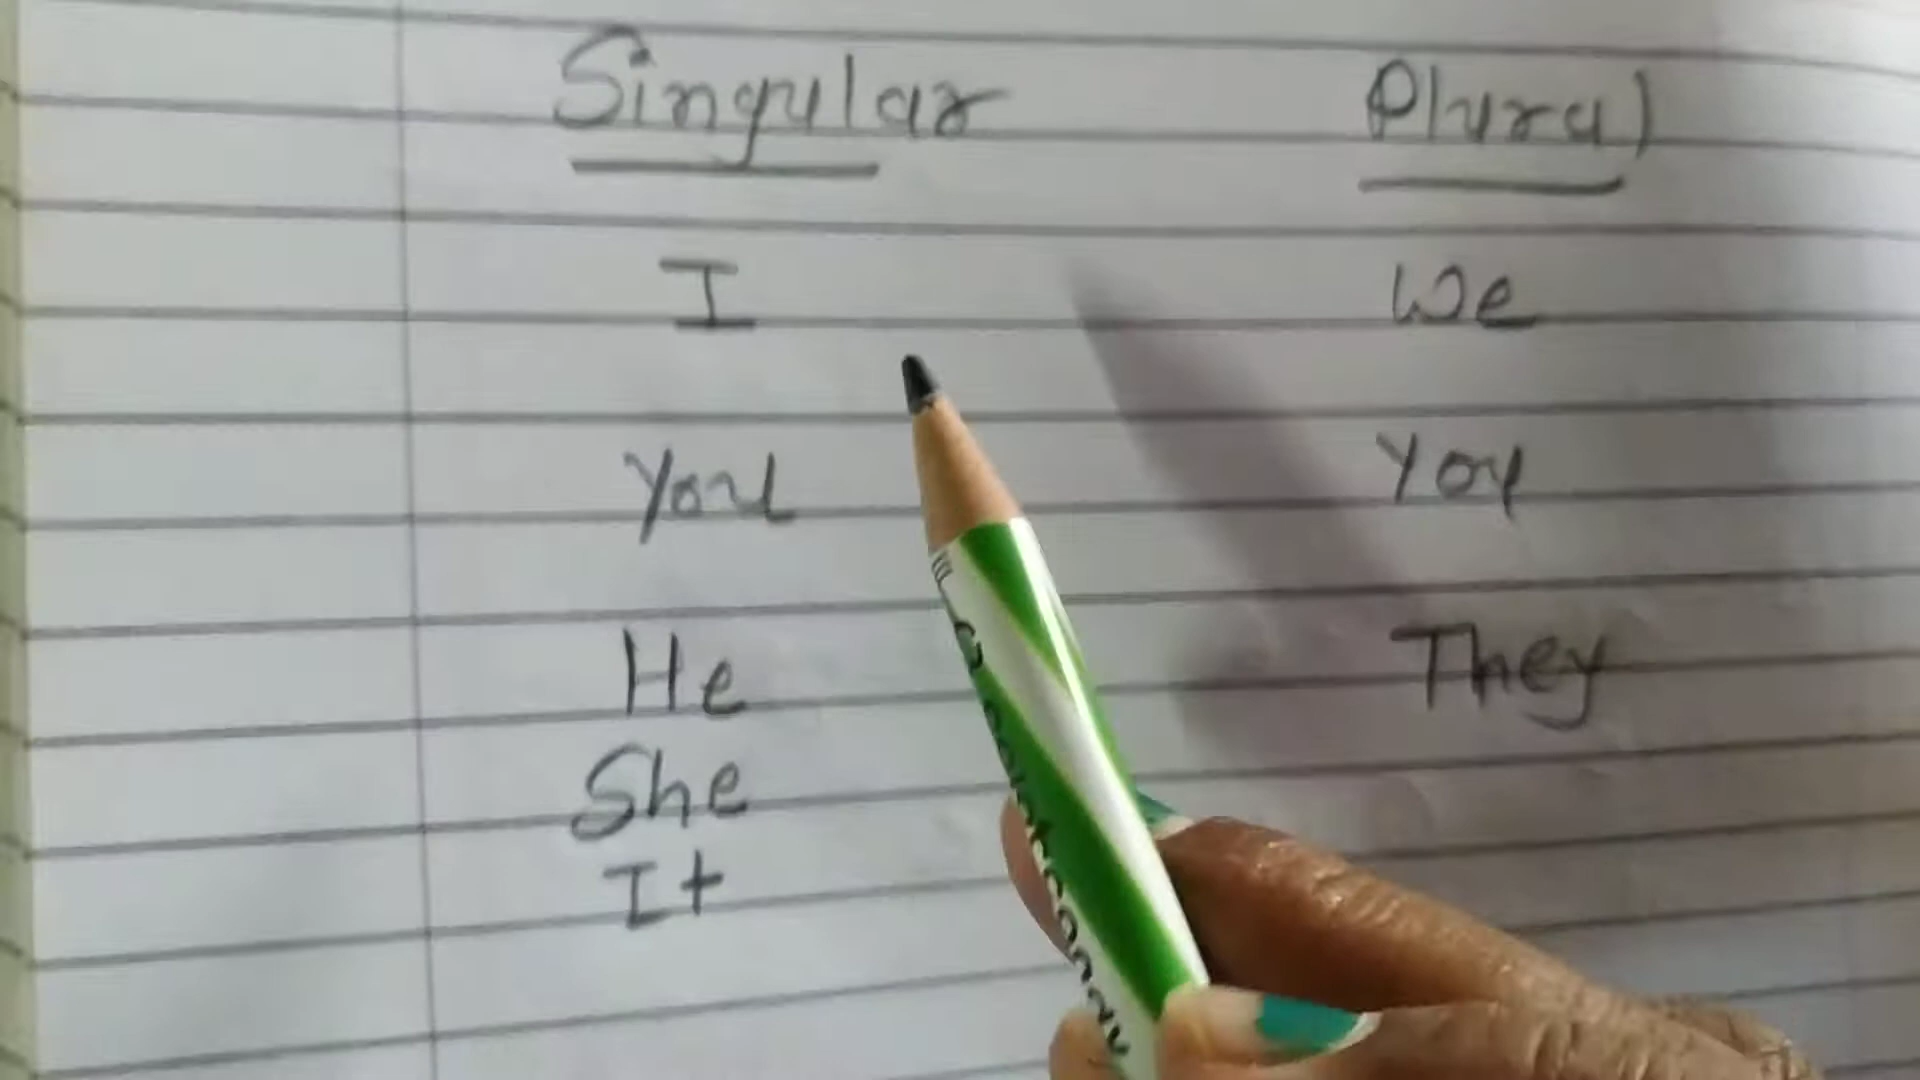 Singular Plural
I We
You You
He They
She
It